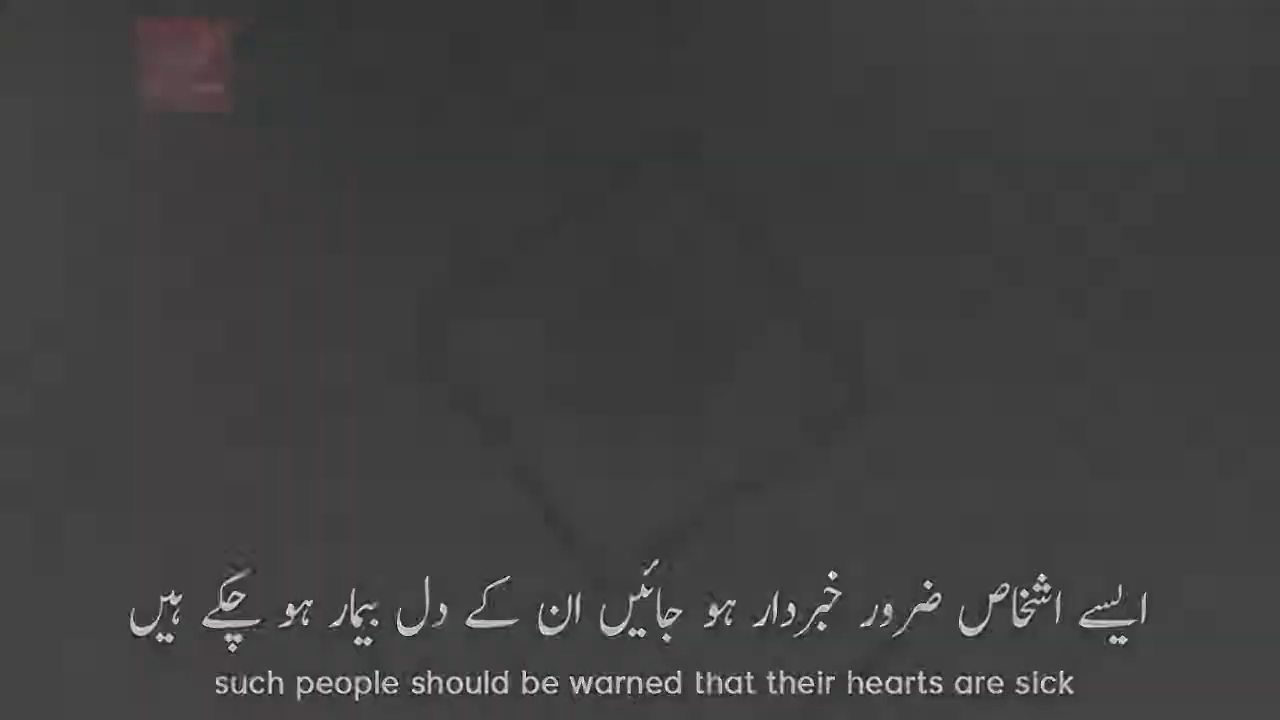 ایسے اشخاص ضرور خبردار ہو جائیں ان کے دل بیمار ہو چکے ہیں
such people should be warned that their hearts are sick